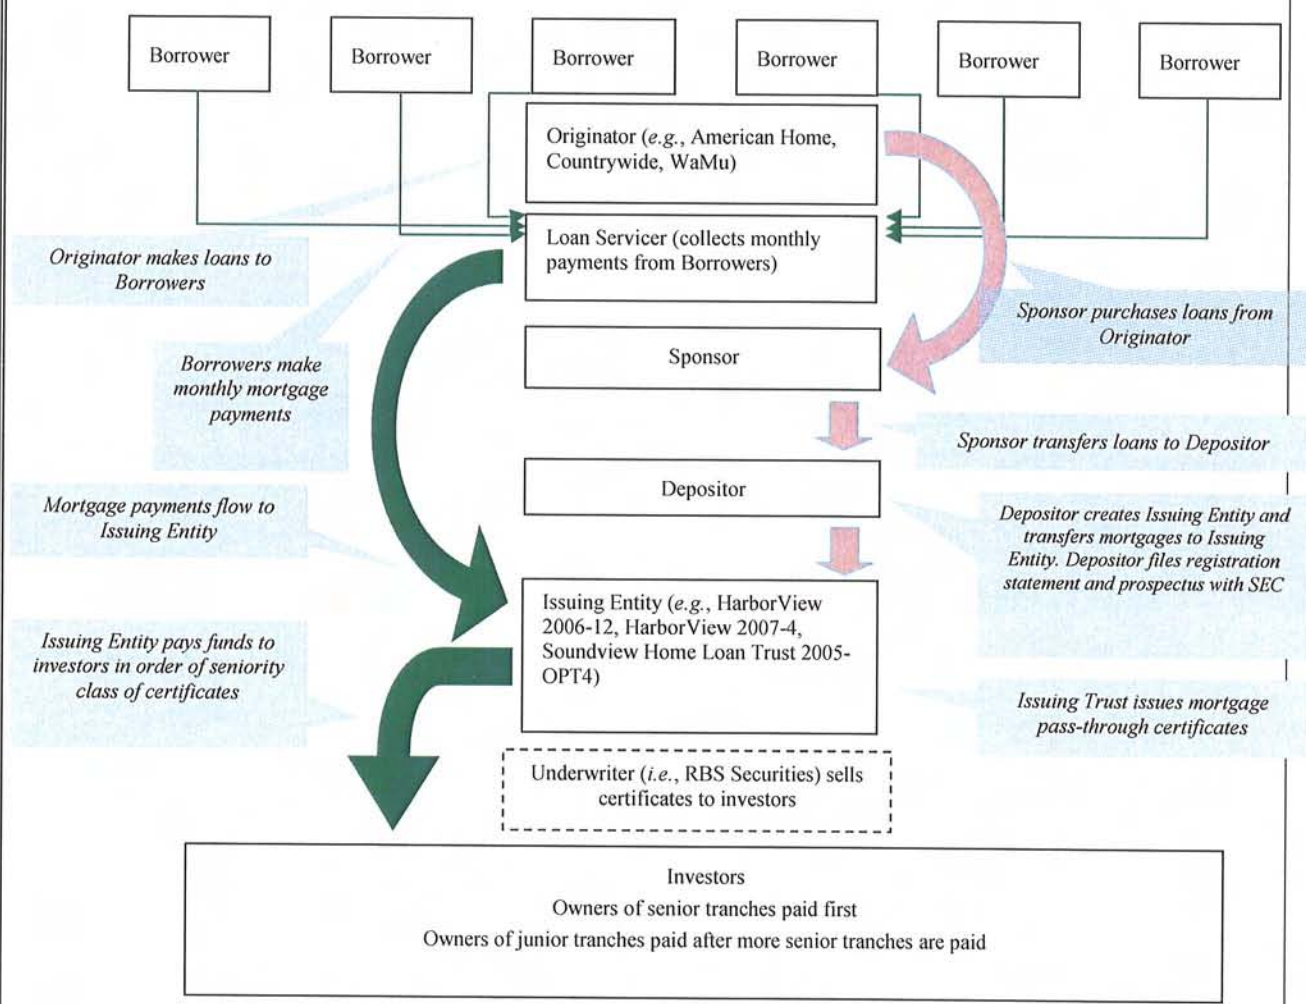 Borrower
Borrower
Borrower
Borrower
Borrower
Borrower
Originator (e.g., American Home,
Countrywide, WaMu)
Loan Servicer (collects monthly
payments from Borrowers)
Originator makes loans to
Borrowers
Sponsor purchases loans from
Originator
Sponsor
Borrowers make
monthly mortgage
payments
Sponsor transfers loans to Depositor
Depositor
Mortgage payments flow to
Issuing Entity
Depositor creates Issuing Entity and
transfers mortgages to Issuing
Entity. Depositor files registration
statement and prospectus with SEC
Issuing Entity (e.g., HarborView
2006-12, HarborView 2007-4,
Soundview Home Loan Trust 2005-
OPT4)
Issuing Entity pays funds to
investors in order of seniority
class of certificates
Issuing Trust issues mortgage
pass-through certificates
Underwriter (i.e., RBS Securities) sells
certificates to investors
Investors
Owners of senior tranches paid first
Owners of junior tranches paid after more senior tranches are paid